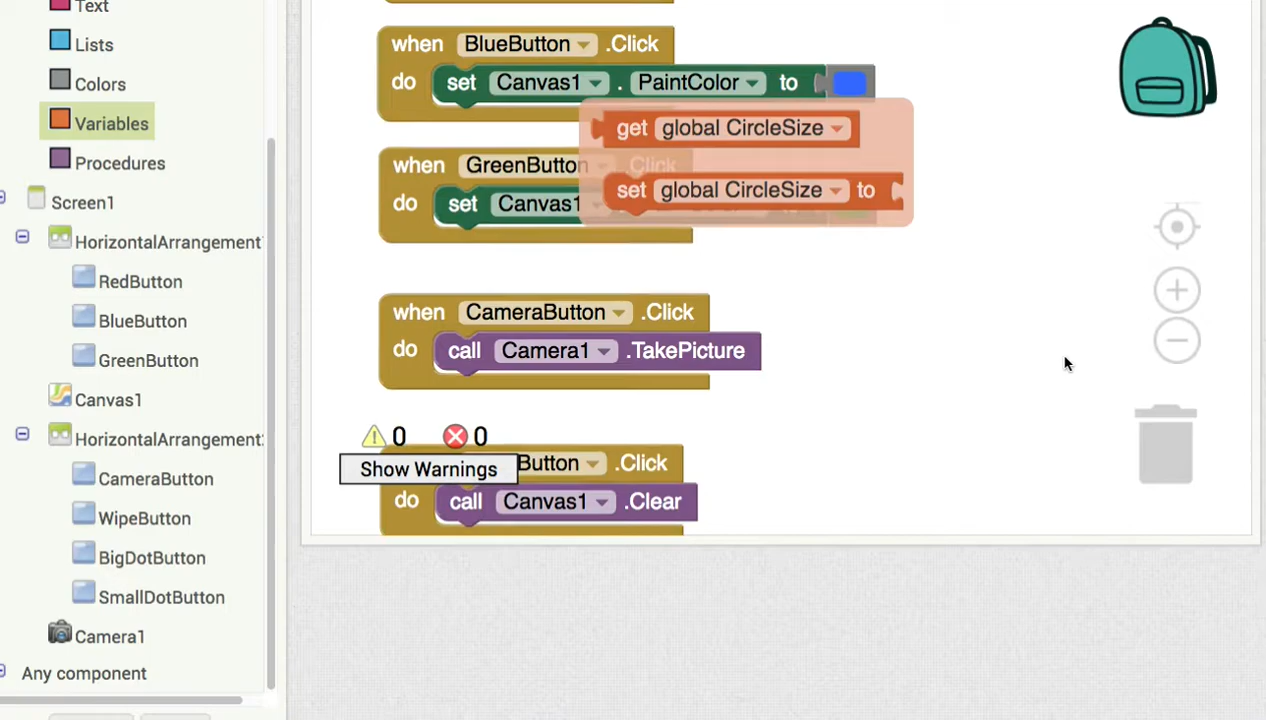 Text
Lists
Colors
Variables
Procedures
Screen1
HorizontalArrangement
RedButton
BlueButton
GreenButton
Canvas1
HorizontalArrangement
CameraButton
WipeButton
BigDotButton
SmallDotButton
Camera1
Any component
when BlueButton .Click
do set Canvas1 . PaintColor to
get global CircleSize
when GreenButton .Click
set global CircleSize to
do set Canvas1
when CameraButton .Click
do call Camera1 .TakePicture
0 0
Show Warnings
Button .Click
do call Canvas1 .Clear